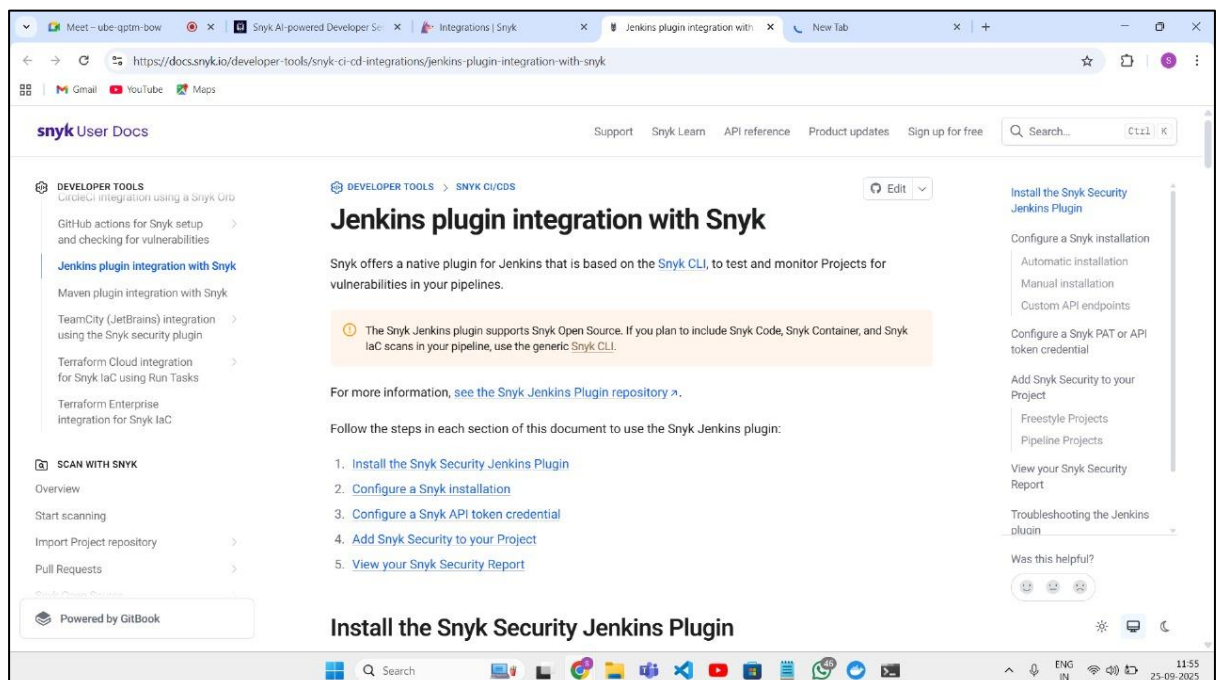 Meet – ube-qptm-bow
Snyk AI-powered Developer Se
Integrations | Snyk
Jenkins plugin integration with
New Tab
https://docs.snyk.io/developer-tools/snyk-ci-cd-integrations/jenkins-plugin-integration-with-snyk
S
Gmail
YouTube
Maps
snyk User Docs
Support
Snyk Learn
API reference
Product updates
Sign up for free
Search...
Ctrl K
DEVELOPER TOOLS
CircleCI integration using a Snyk Orb
GitHub actions for Snyk setup
and checking for vulnerabilities
Jenkins plugin integration with Snyk
Maven plugin integration with Snyk
TeamCity (JetBrains) integration
using the Snyk security plugin
Terraform Cloud integration
for Snyk IaC using Run Tasks
Terraform Enterprise
integration for Snyk IaC
SCAN WITH SNYK
Overview
Start scanning
Import Project repository
Pull Requests
Snyk Open Source
Powered by GitBook
DEVELOPER TOOLS > SNYK CI/CDS
Edit
Jenkins plugin integration with Snyk
Snyk offers a native plugin for Jenkins that is based on the Snyk CLI, to test and monitor Projects for
vulnerabilities in your pipelines.
The Snyk Jenkins plugin supports Snyk Open Source. If you plan to include Snyk Code, Snyk Container, and Snyk
IaC scans in your pipeline, use the generic Snyk CLI.
For more information, see the Snyk Jenkins Plugin repository ↗.
Follow the steps in each section of this document to use the Snyk Jenkins plugin:
1. Install the Snyk Security Jenkins Plugin
2. Configure a Snyk installation
3. Configure a Snyk API token credential
4. Add Snyk Security to your Project
5. View your Snyk Security Report
Install the Snyk Security Jenkins Plugin
Install the Snyk Security
Jenkins Plugin
Configure a Snyk installation
Automatic installation
Manual installation
Custom API endpoints
Configure a Snyk PAT or API
token credential
Add Snyk Security to your
Project
Freestyle Projects
Pipeline Projects
View your Snyk Security
Report
Troubleshooting the Jenkins
plugin
Was this helpful?
Search
46
ENG
IN
11:55
25-09-2025